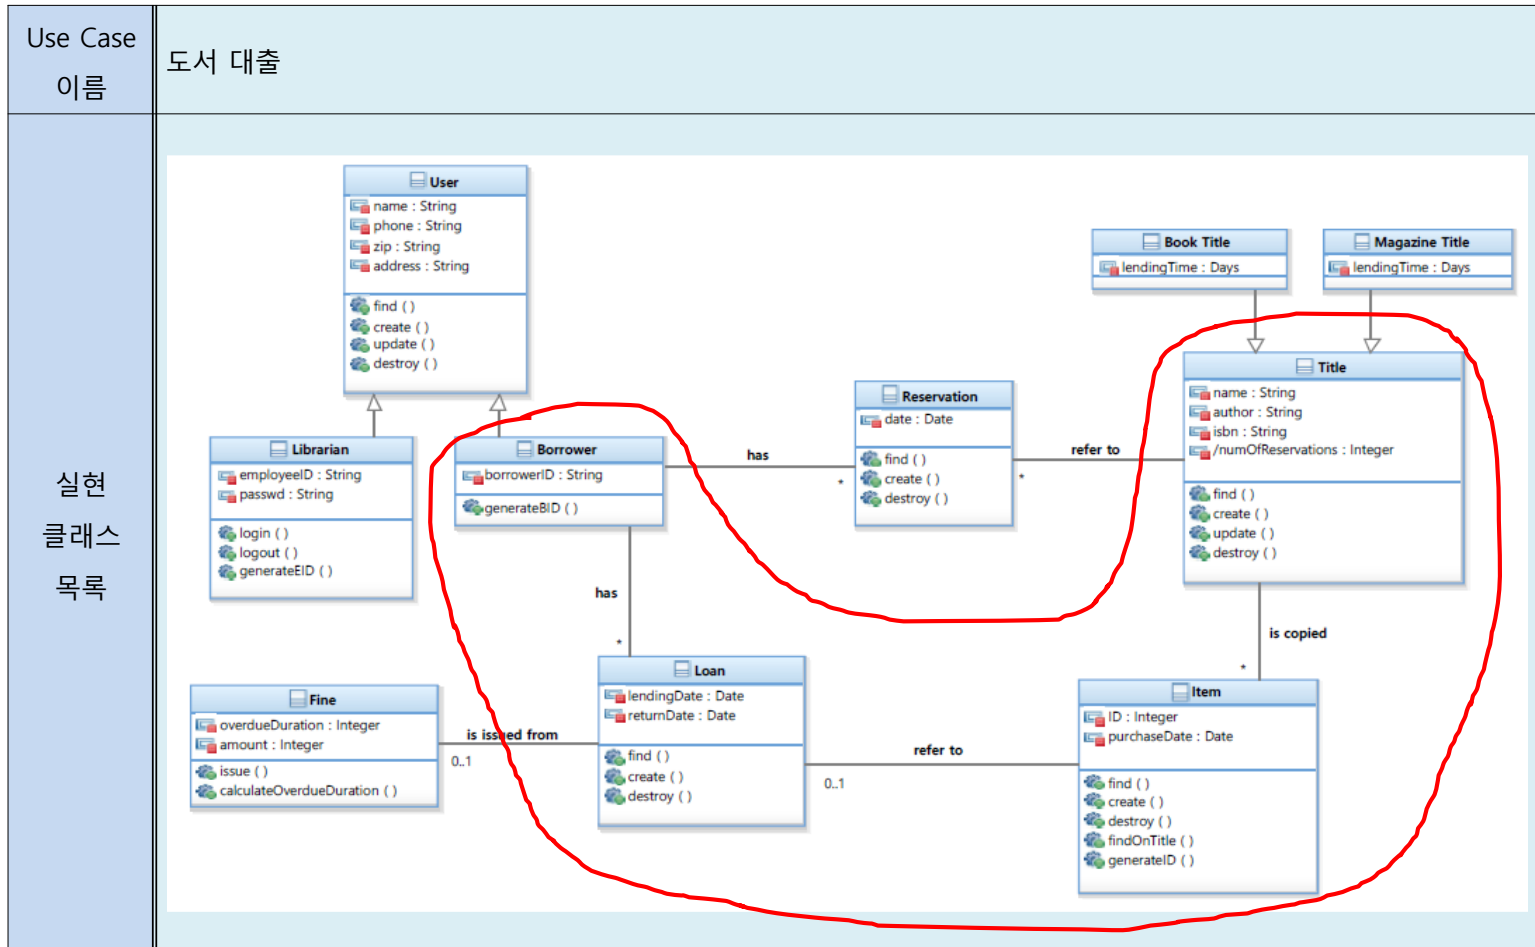 Use Case
이름
도서 대출
실현
클래스
목록
User
name : String
phone : String
zip : String
address : String
find ( )
create ( )
update ( )
destroy ( )
Book Title
lendingTime : Days
Magazine Title
lendingTime : Days
Librarian
employeeID : String
passwd : String
login ( )
logout ( )
generateEID ( )
Borrower
borrowerID : String
generateBID ( )
has
*
Reservation
date : Date
find ( )
create ( )
destroy ( )
refer to
*
Title
name : String
author : String
isbn : String
/numOfReservations : Integer
find ( )
create ( )
update ( )
destroy ( )
has
*
is copied
*
Fine
overdueDuration : Integer
amount : Integer
issue ( )
calculateOverdueDuration ( )
is issued from
0..1
Loan
lendingDate : Date
returnDate : Date
find ( )
create ( )
destroy ( )
refer to
0..1
Item
ID : Integer
purchaseDate : Date
find ( )
create ( )
destroy ( )
findOnTitle ( )
generateID ( )